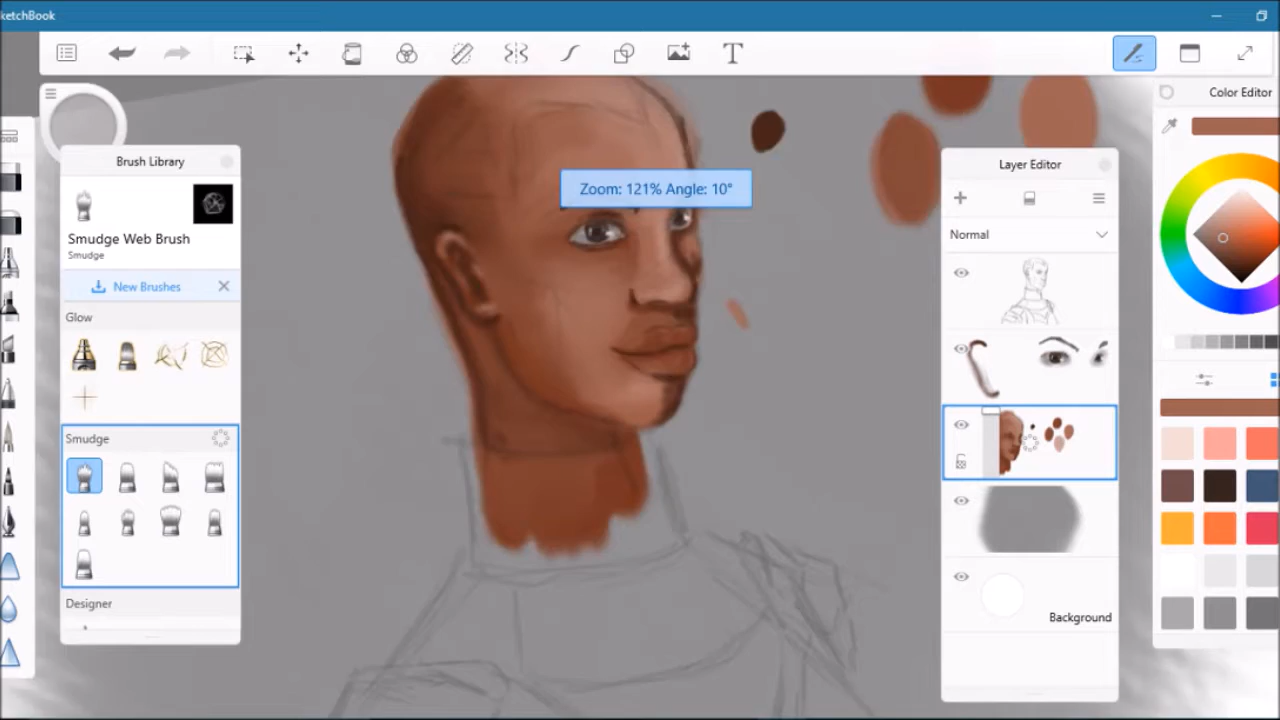 ketchBook
T
Brush Library
Smudge Web Brush
Smudge
New Brushes
Glow
Smudge
Designer
Zoom: 121% Angle: 10°
Layer Editor
Normal
Background
Color Editor